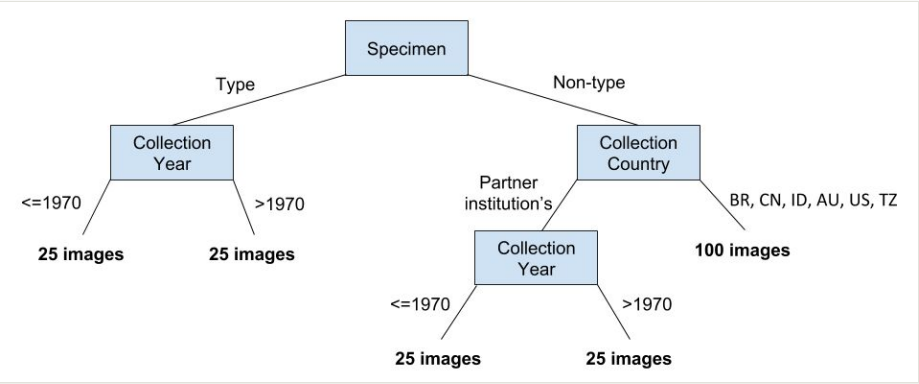 Specimen
Type
Non-type
Collection
Year
Collection
Country
<=1970
>1970
Partner
institution's
BR, CN, ID, AU, US, TZ
25 images
25 images
Collection
Year
100 images
<=1970
>1970
25 images
25 images